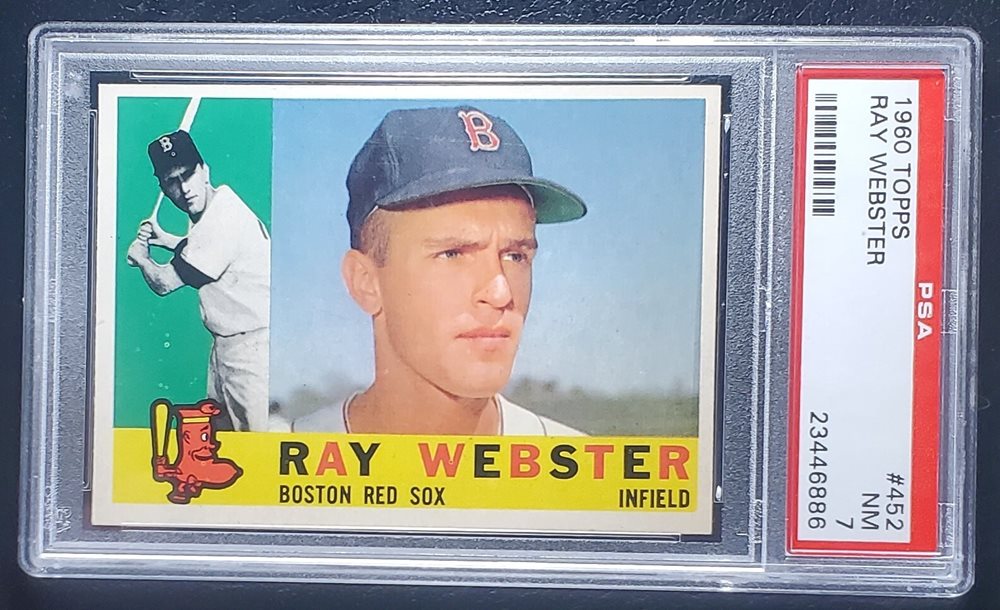 B
B
RAY WEBSTER
BOSTON RED SOX INFIELD
1960 TOPPS #452
RAY WEBSTER NM 7
PSA
23446886